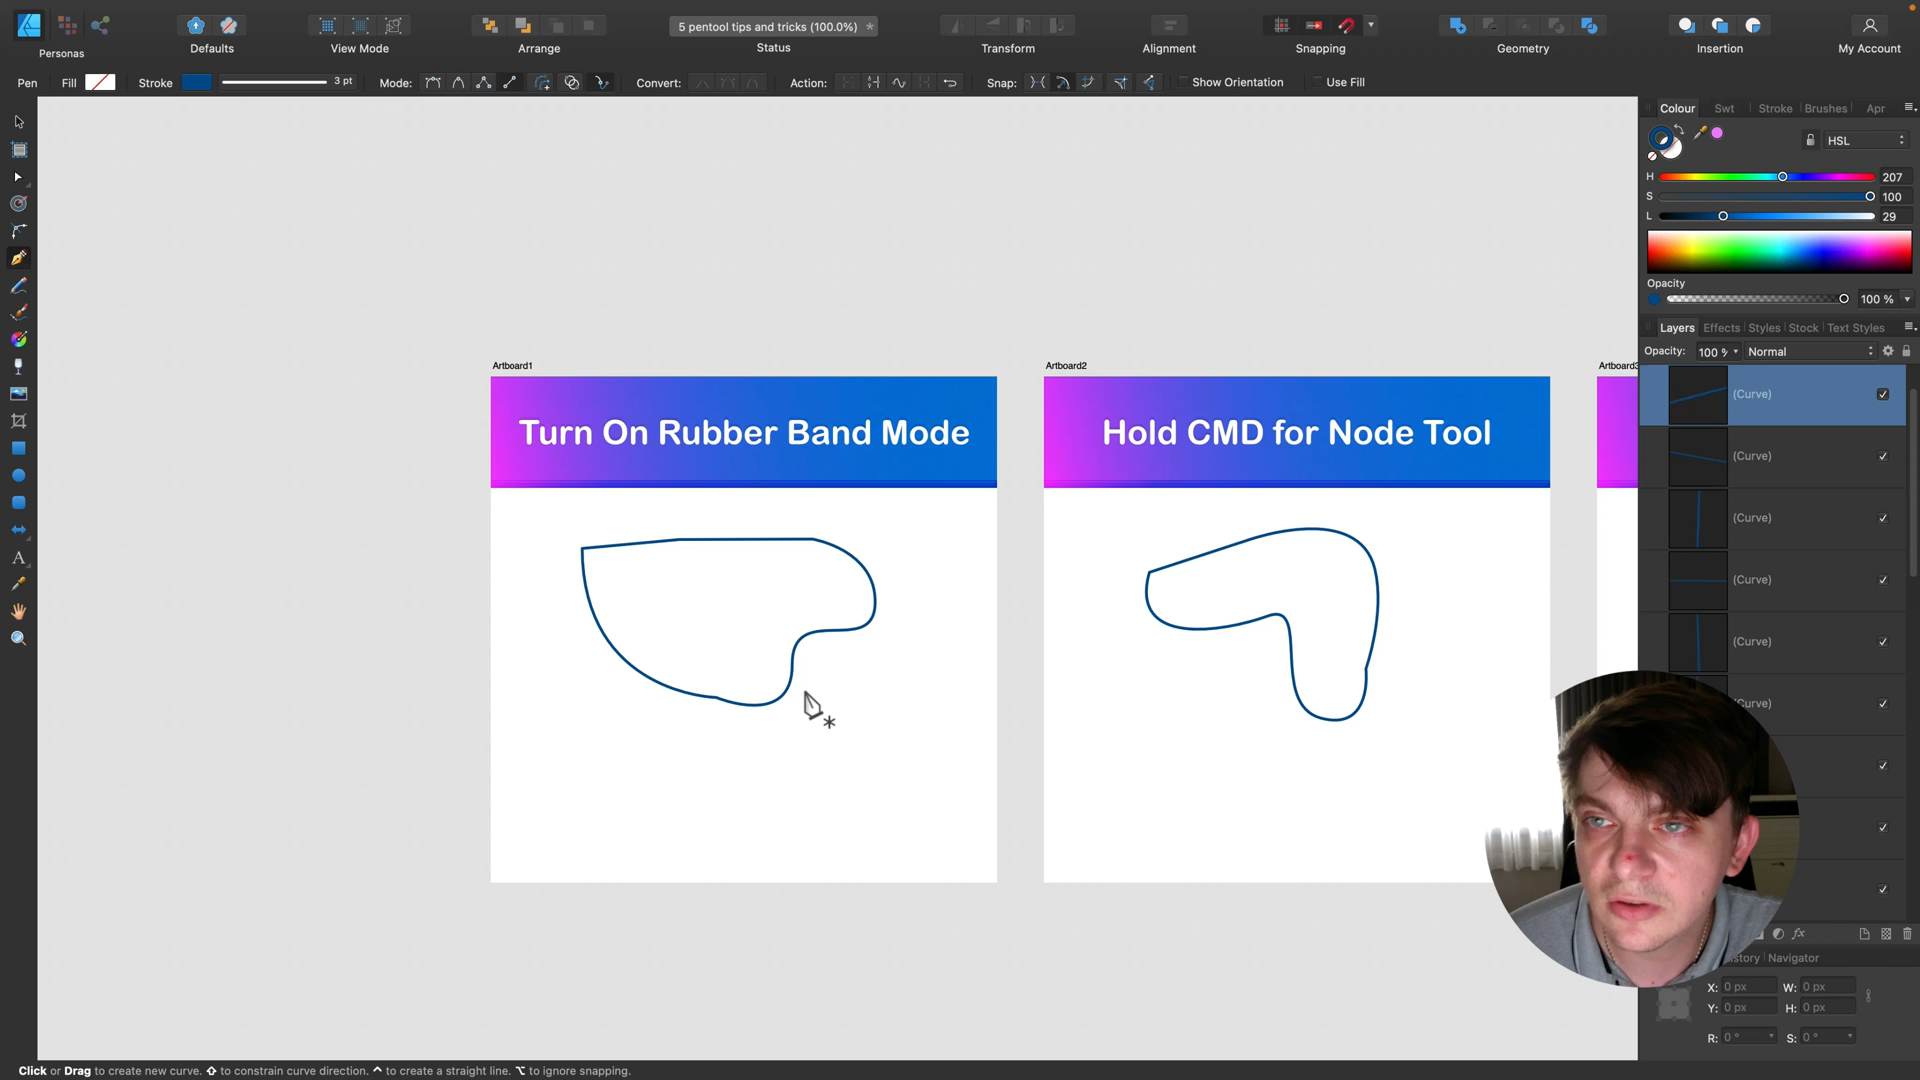 5 pentool tips and tricks (100.0%) *
Personas
Defaults
View Mode
Arrange
Status
Transform
Alignment
Snapping
Geometry
Insertion
My Account
Pen
Fill
Stroke
3 pt
Mode:
Convert:
Action:
Snap:
Show Orientation
Use Fill
Colour
Swt
Stroke
Brushes
Apr
HSL
H
207
S
100
L
29
Opacity
100 %
Layers
Effects
Styles
Stock
Text Styles
Opacity:
100 %
Normal
(Curve)
(Curve)
(Curve)
(Curve)
(Curve)
Artboard1
Artboard2
Turn On Rubber Band Mode
Hold CMD for Node Tool
A
fx
Navigator
X: 0 px
W: 0 px
Y: 0 px
H: 0 px
R: 0 °
S: 0 °
Click or Drag to create new curve. ⇧ to constrain curve direction. ^ to create a straight line. ⌥ to ignore snapping.